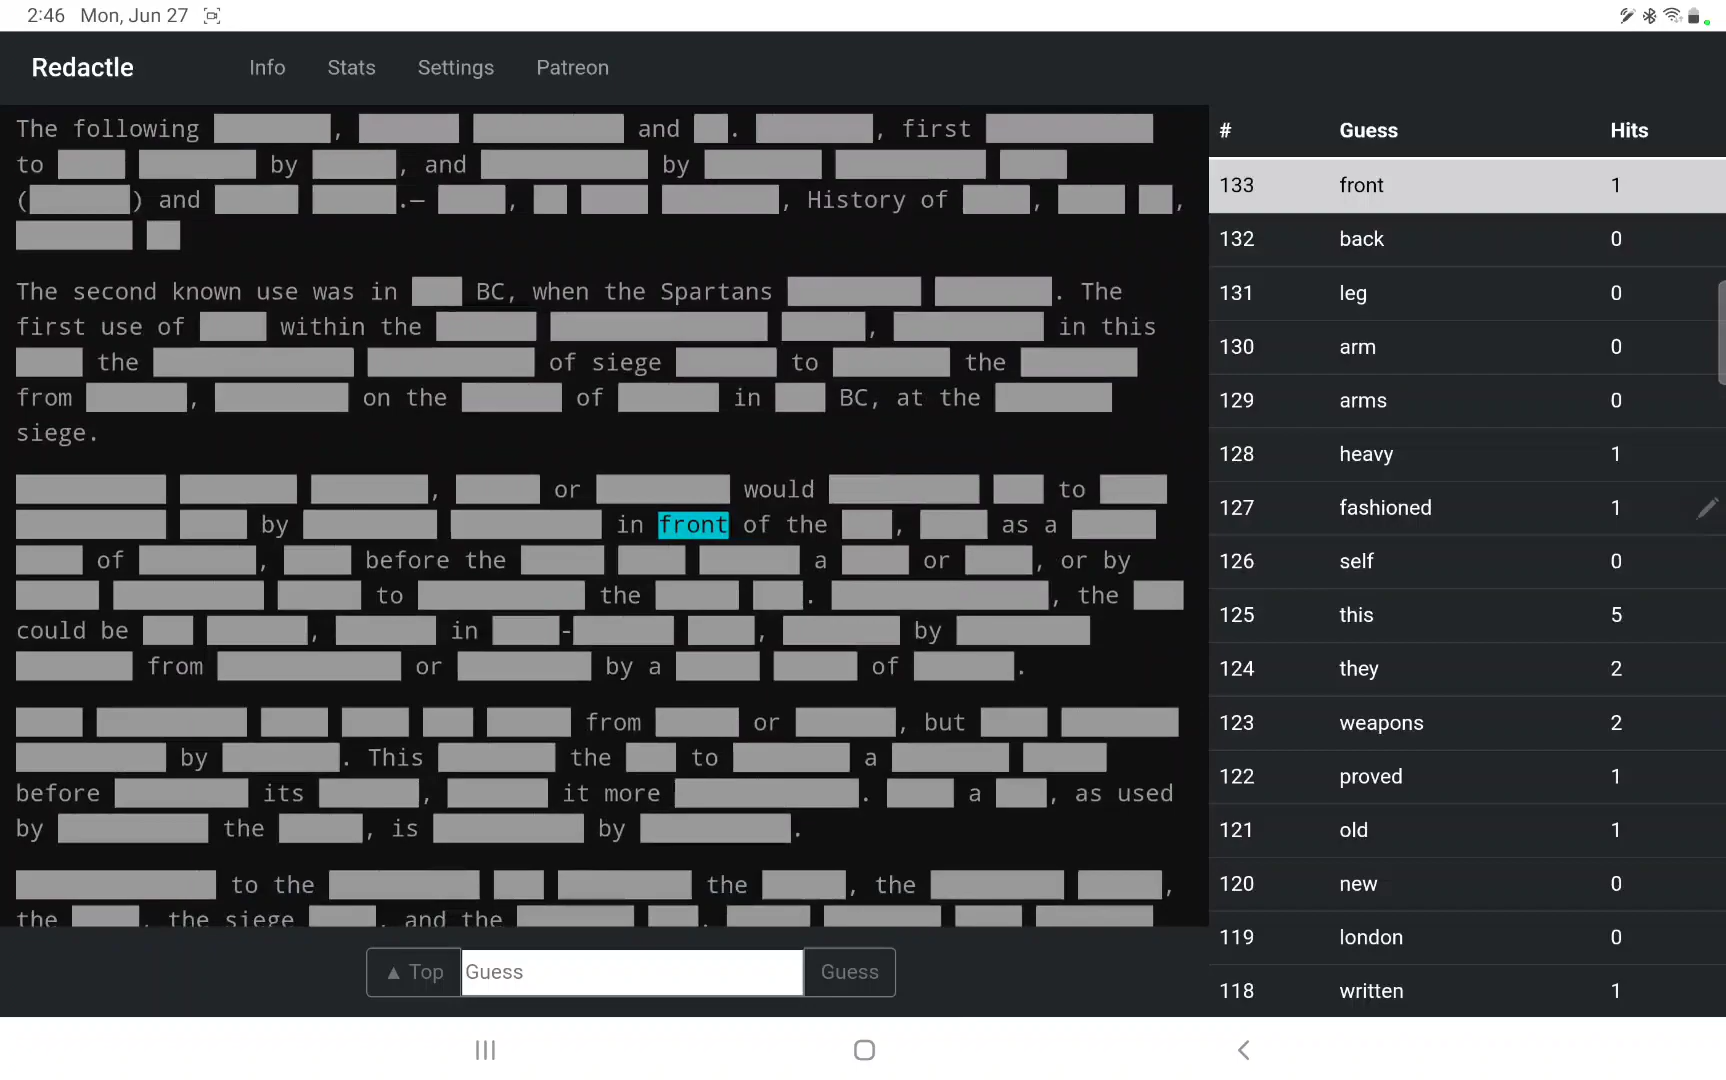 2:46 Mon, Jun 27
Redactle Info Stats Settings Patreon
The following , and . , first
to by , and by
( ) and .— , , History of , ,
The second known use was in BC, when the Spartans . The
first use of within the , in this
the of siege to the
from , on the of in BC, at the
siege.
, or would to
by in front of the , as a
of , before the a or , or by
to the . , the
could be , in - , by
from or by a of .
from or , but
by . This the to a
before its , it more . a , as used
by the , is by .
to the the , the ,
the , the siege , and the .
▲ Top Guess Guess
# Guess Hits
133 front 1
132 back 0
131 leg 0
130 arm 0
129 arms 0
128 heavy 1
127 fashioned 1
126 self 0
125 this 5
124 they 2
123 weapons 2
122 proved 1
121 old 1
120 new 0
119 london 0
118 written 1